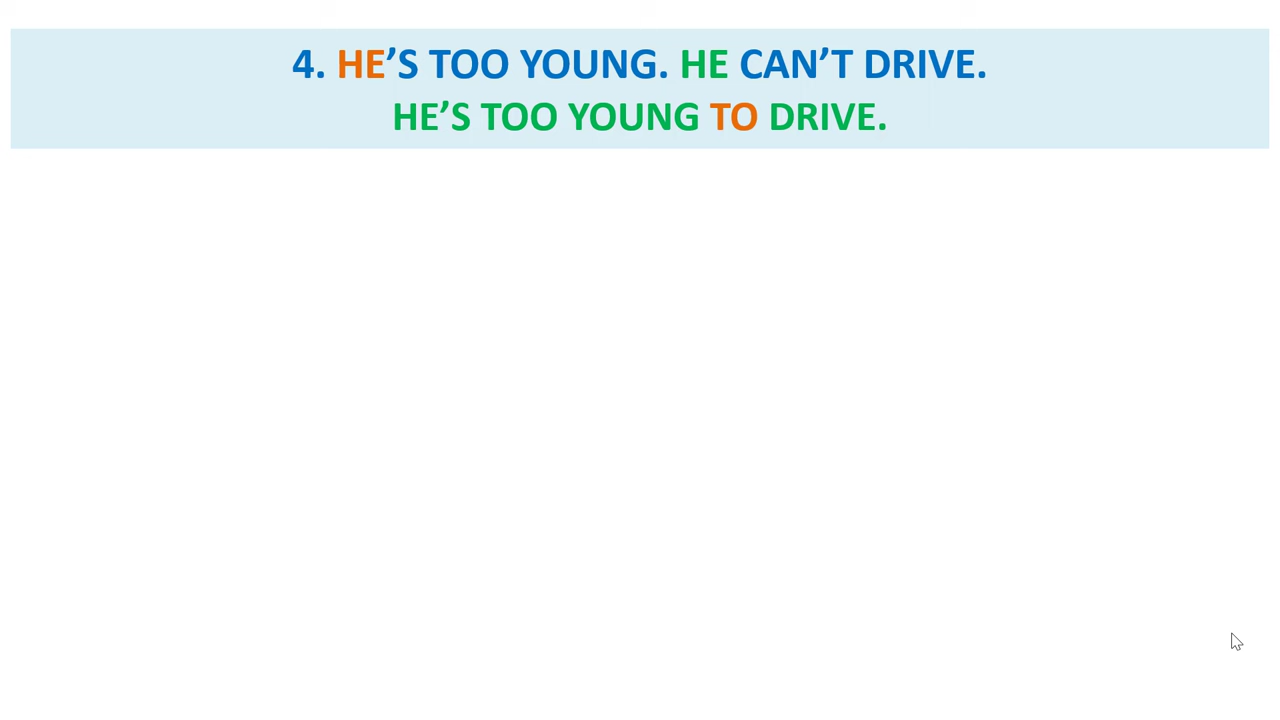 4. HE’S TOO YOUNG. HE CAN’T DRIVE.
HE’S TOO YOUNG TO DRIVE.